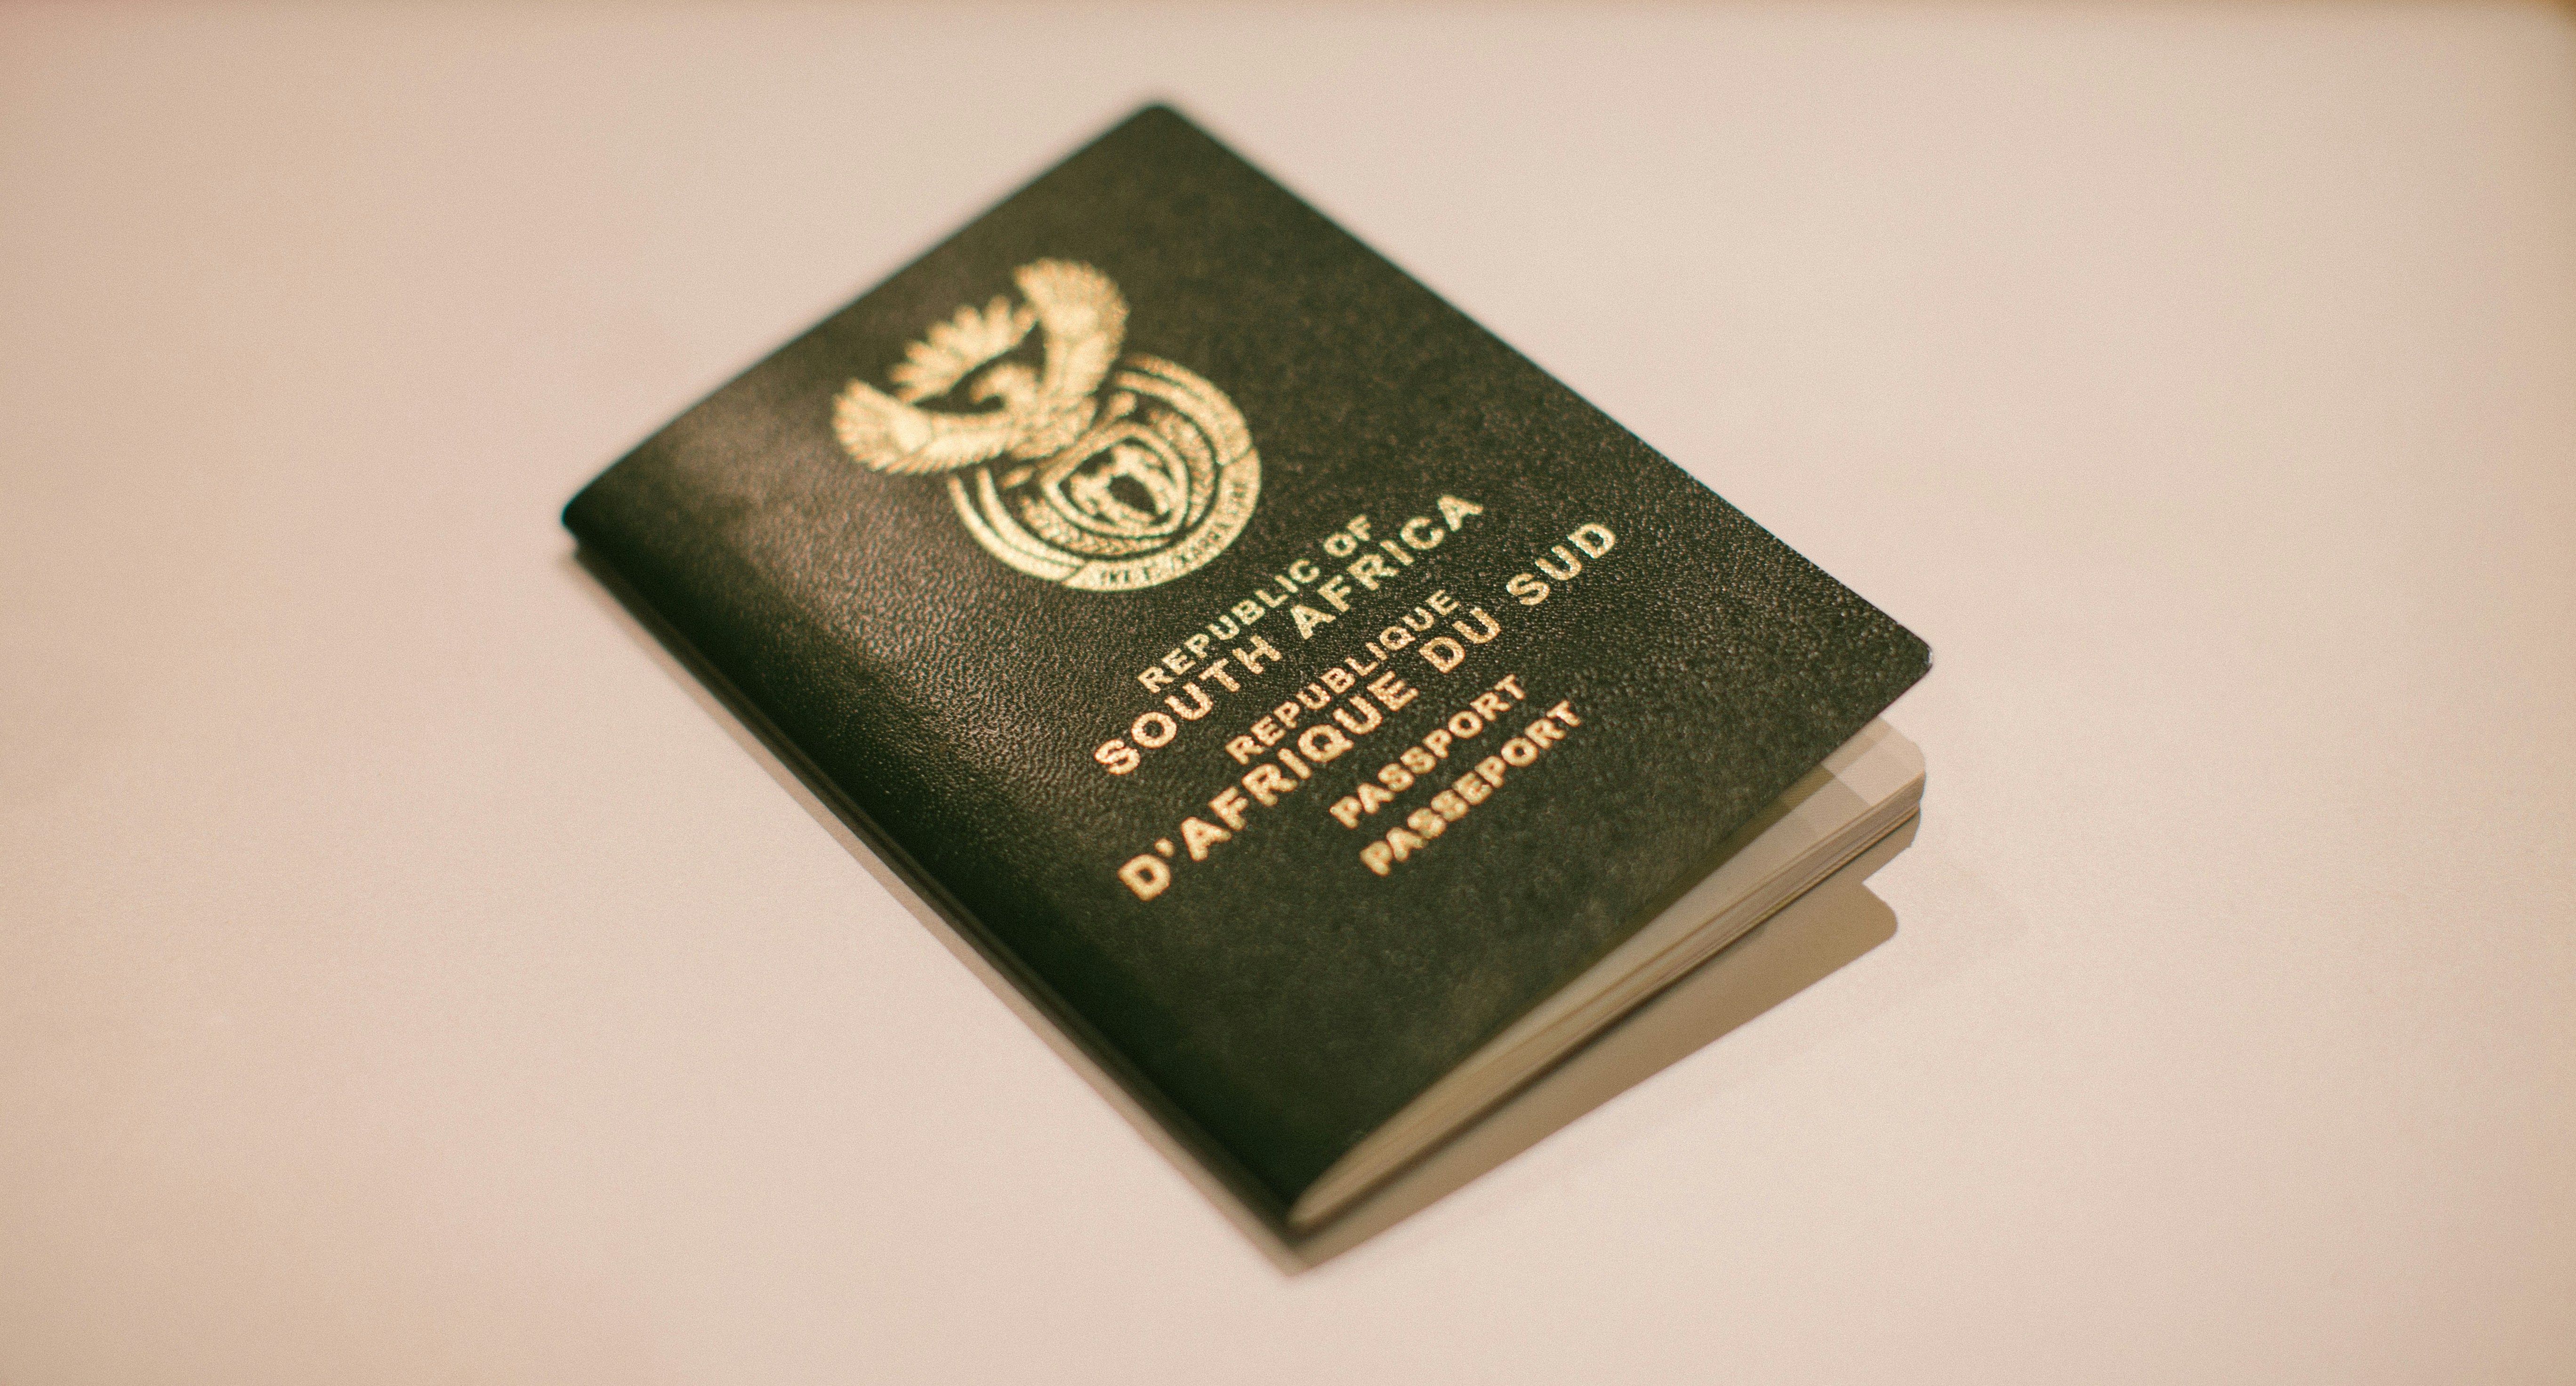 REPUBLIC OF
SOUTH AFRICA
REPUBLIQUE
D'AFRIQUE DU SUD
PASSPORT
PASSEPORT